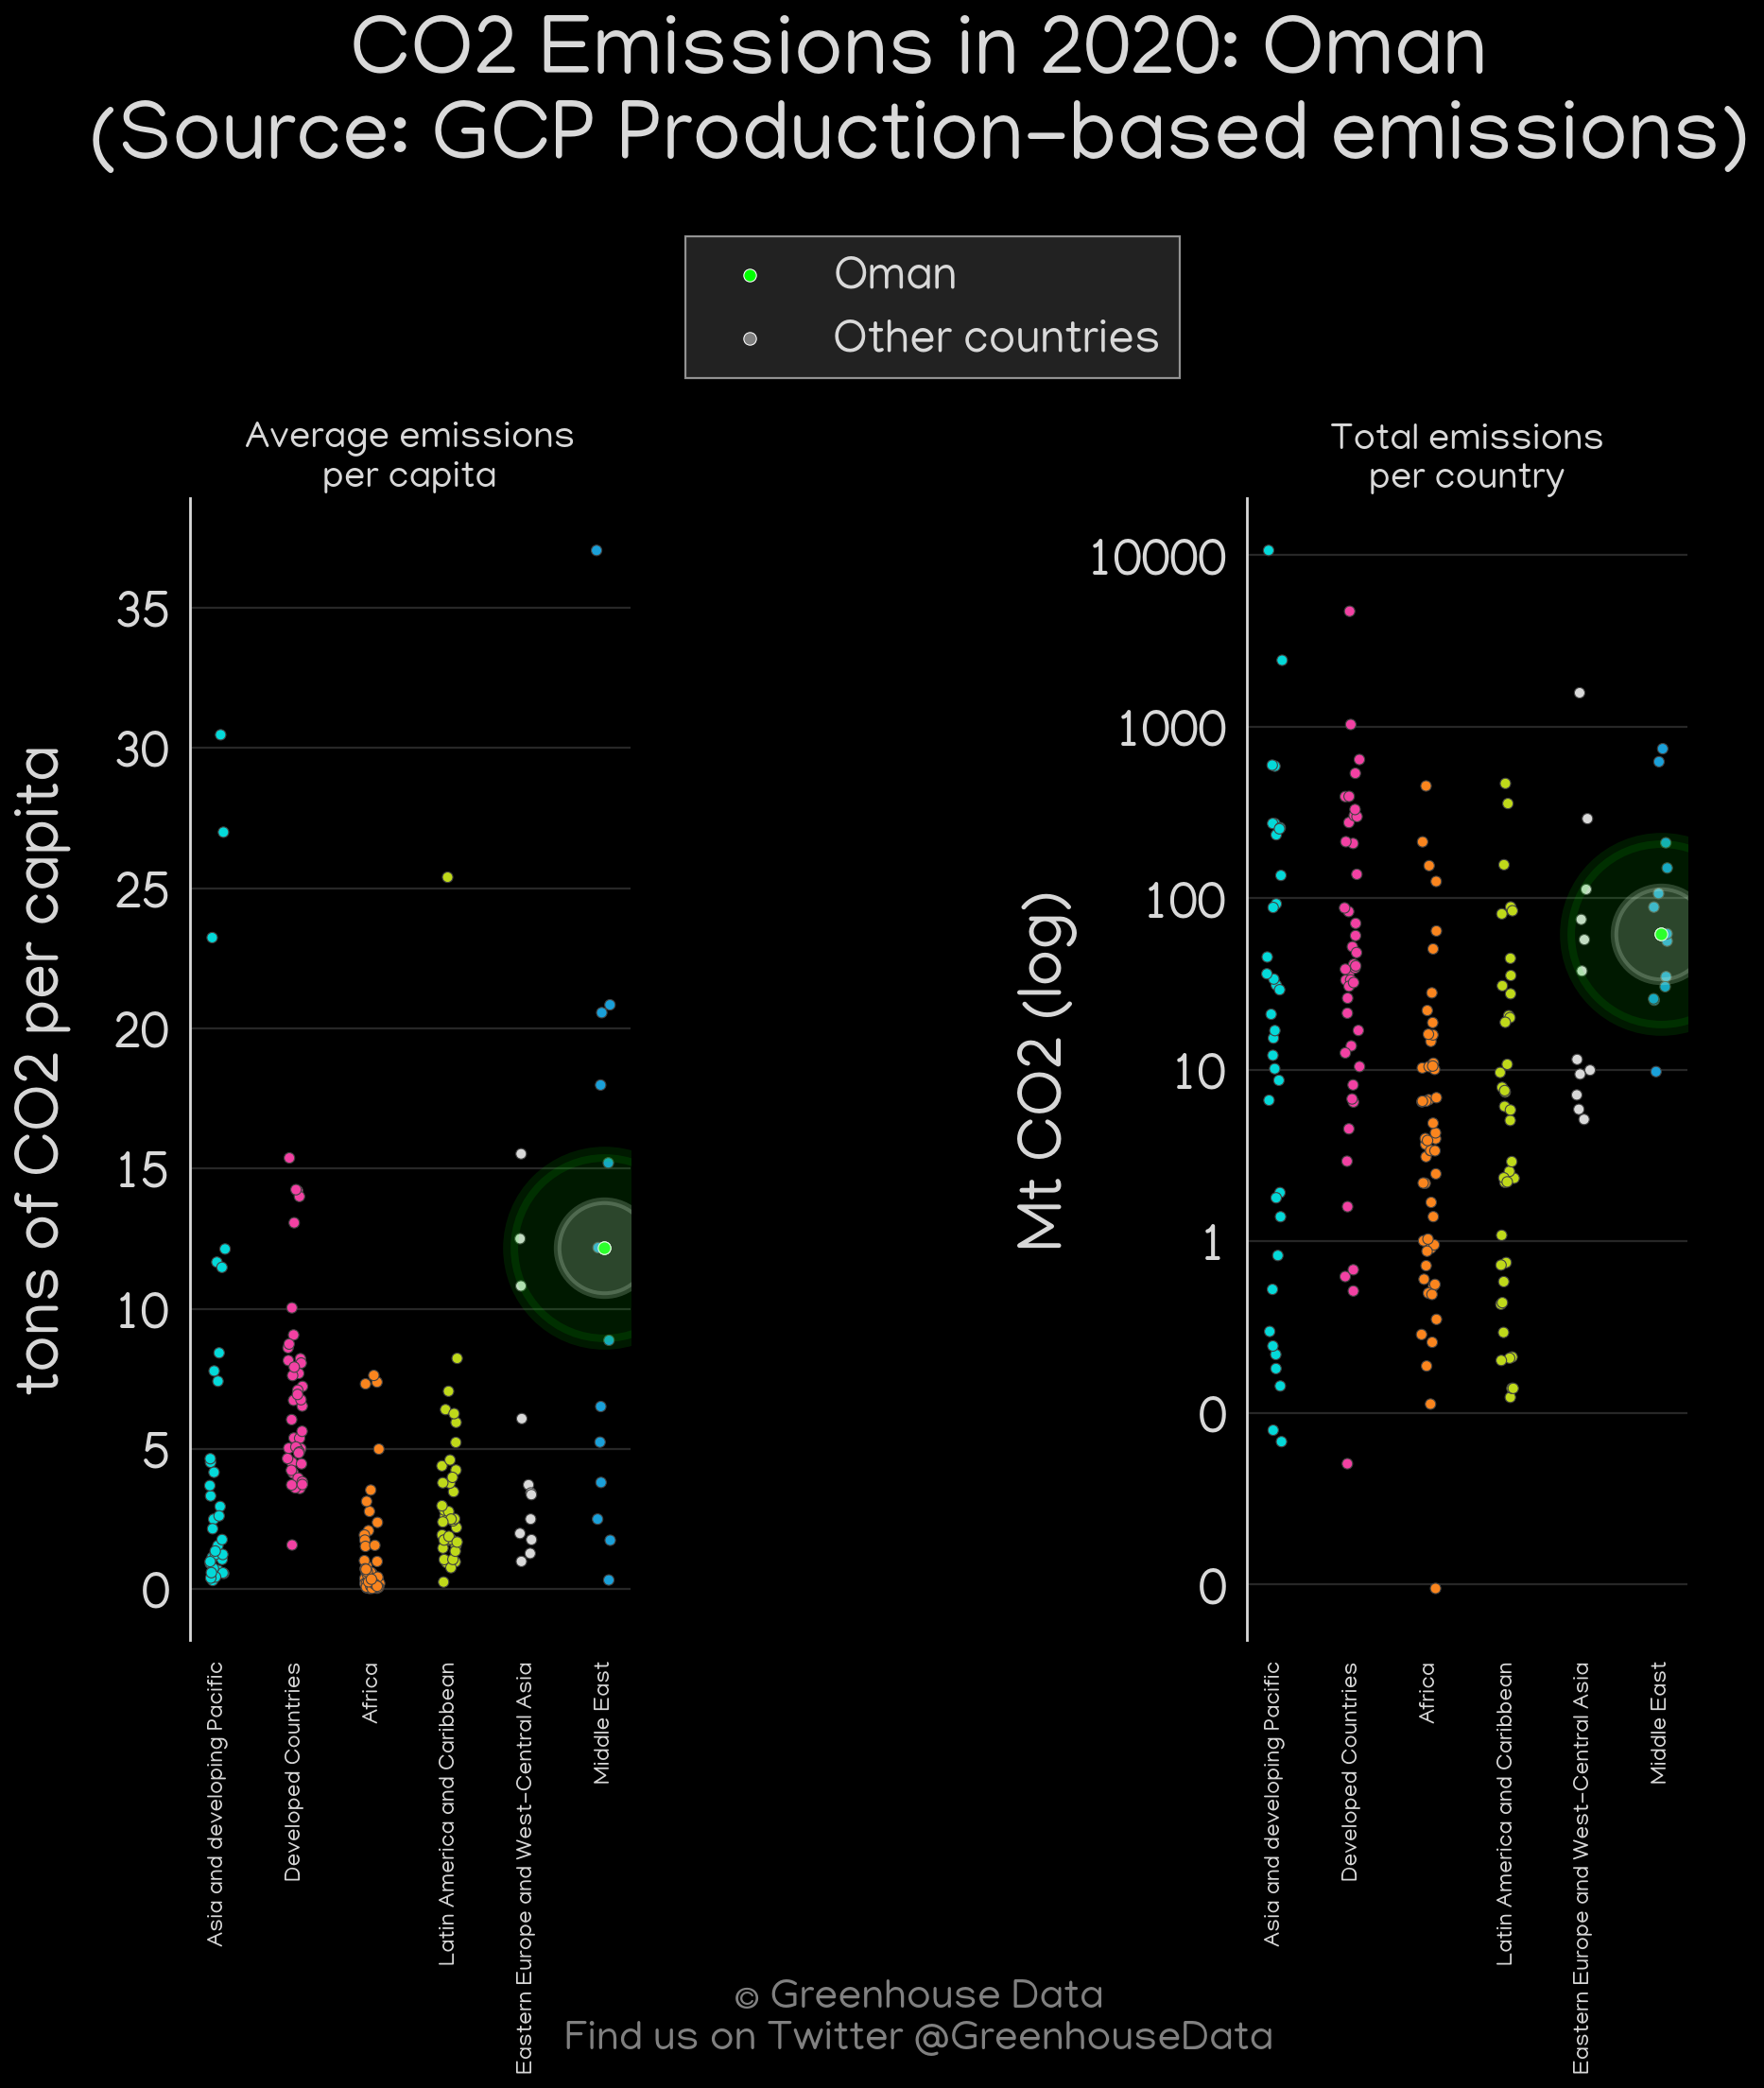 CO2 Emissions in 2020: Oman
(Source: GCP Production-based emissions)
Oman
Other countries
Average emissions
per capita
tons of CO2 per capita
35
30
25
20
15
10
5
0
Asia and developing Pacific
Developed Countries
Africa
Latin America and Caribbean
Eastern Europe and West-Central Asia
Middle East
Total emissions
per country
Mt CO2 (log)
10000
1000
100
10
1
0
0
Asia and developing Pacific
Developed Countries
Africa
Latin America and Caribbean
Eastern Europe and West-Central Asia
Middle East
© Greenhouse Data
Find us on Twitter @GreenhouseData